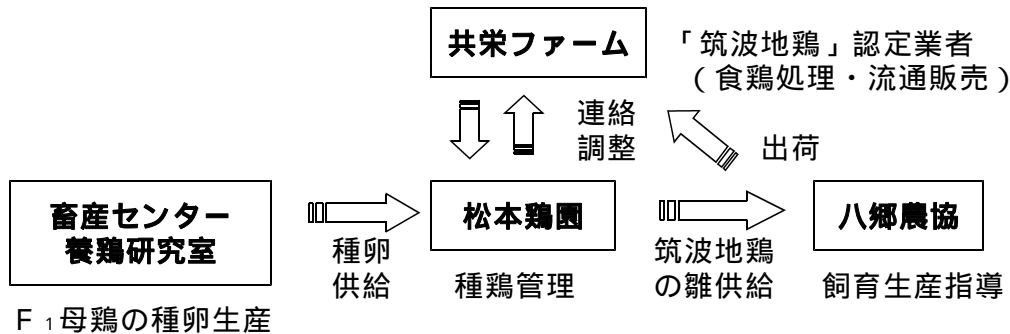 共栄ファーム
「筑波地鶏」認定業者
(食鶏処理・流通販売)
連絡
調整
出荷
畜産センター
養鶏研究室
松本鶏園
八郷農協
種卵
供給
種鶏管理
筑波地鶏
の雛供給
飼育生産指導
F1母鶏の種卵生産